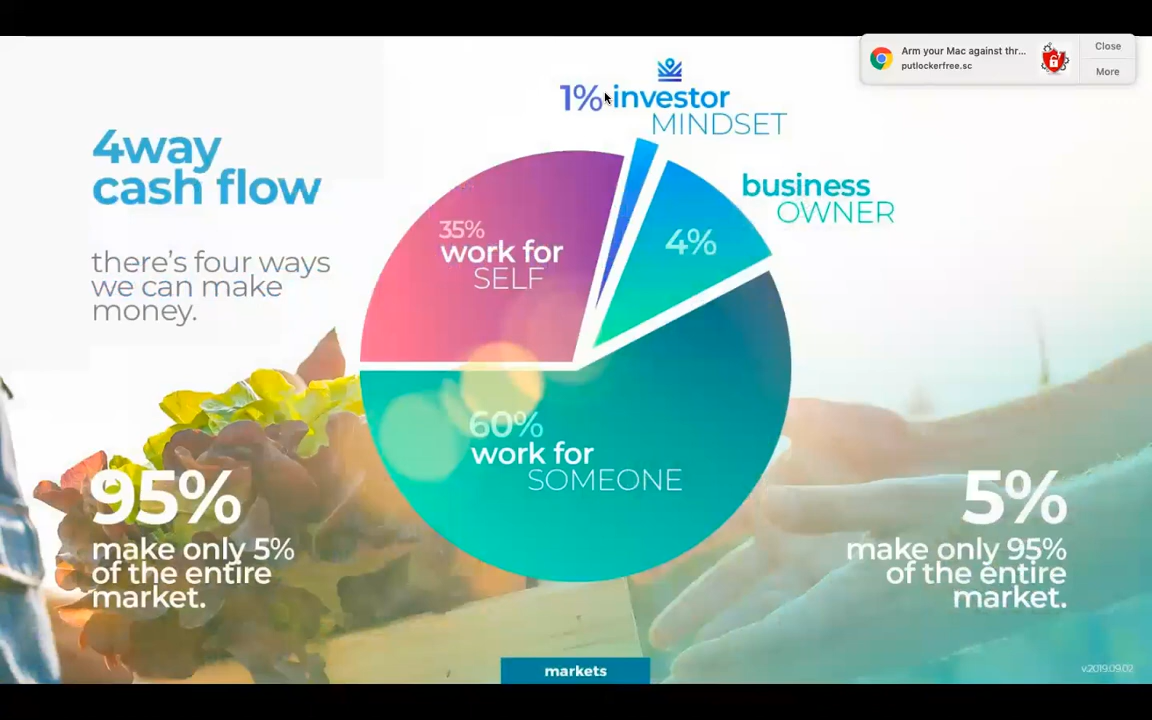 Arm your Mac against thr...
putlockerfree.sc
Close
More
1% investor
MINDSET
4way
cash flow
business
OWNER
there's four ways
we can make
money.
35%
work for
SELF
4%
60%
work for
SOMEONE
95%
make only 5%
of the entire
market.
5%
make only 95%
of the entire
market.
markets
v.2019.09.02